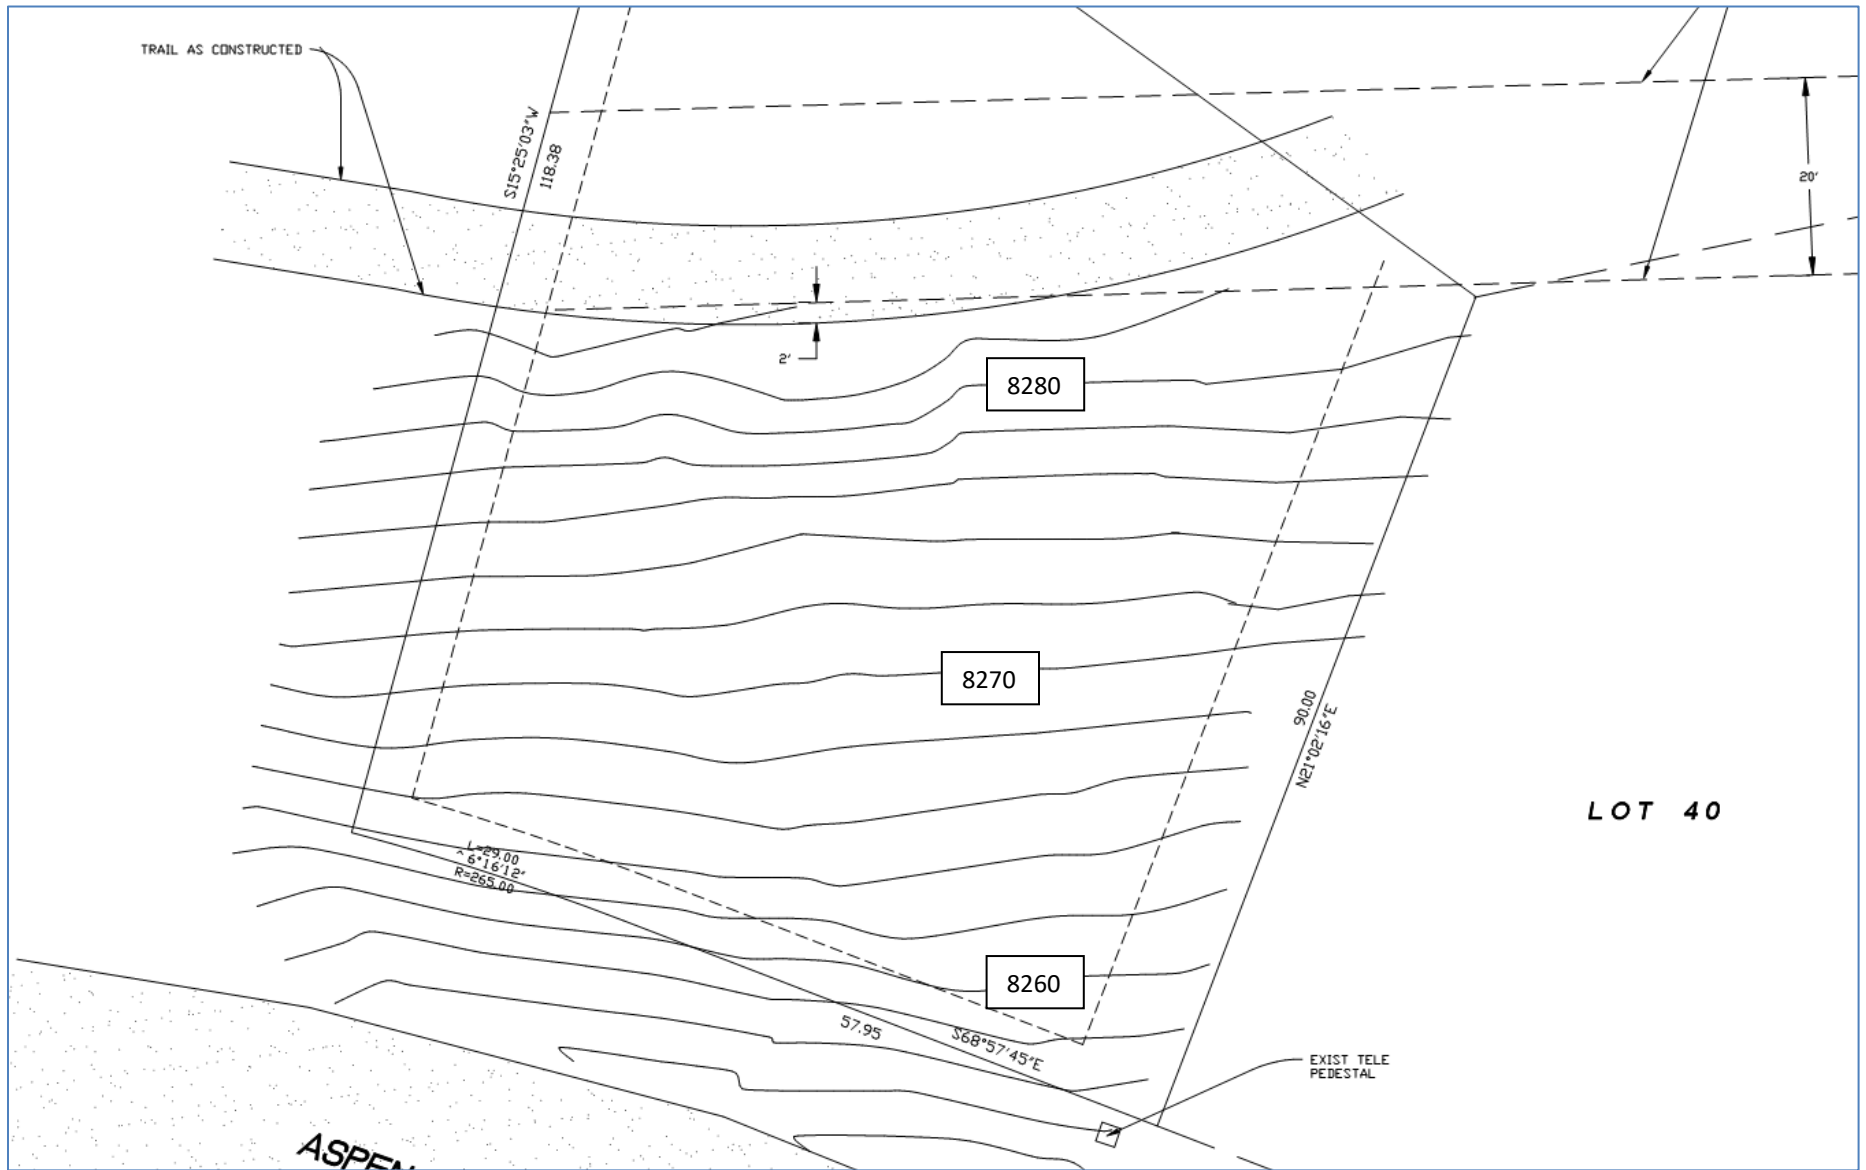 TRAIL AS CONSTRUCTED
S15°25'03"W
118.38
20'
2'
8280
8270
90.00
N21°02'16"E
LOT 40
L=29.00
^ 6°16'12"
R=265.00
8260
57.95
S68°57'45"E
EXIST TELE
PEDESTAL
ASPEN